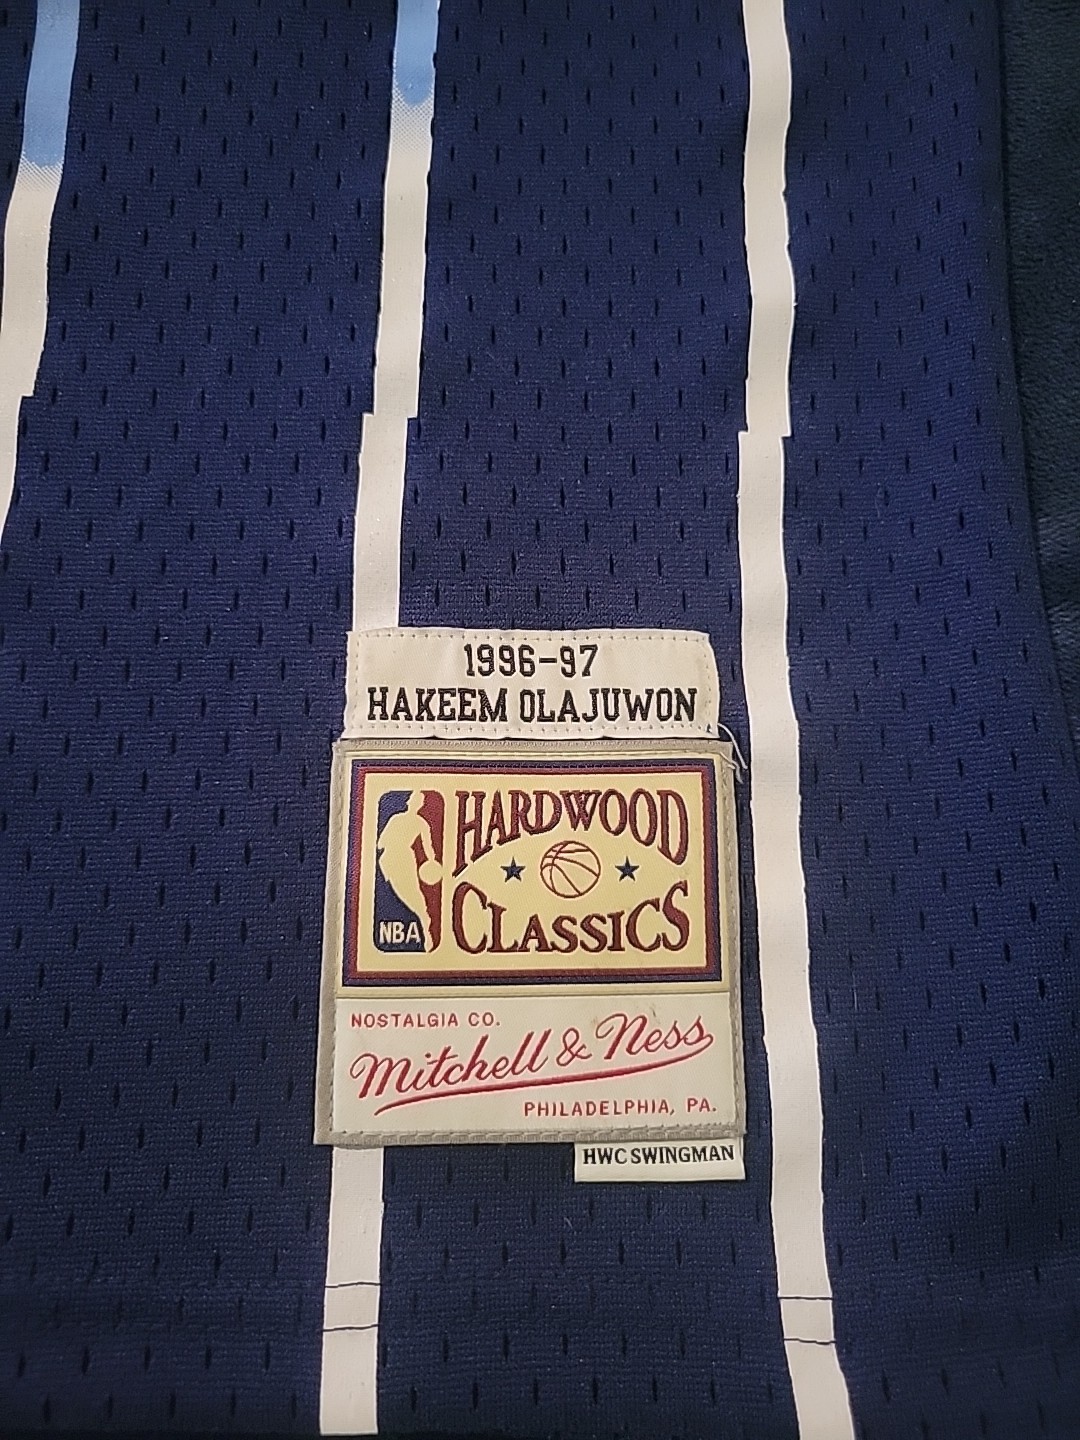 1996-97
HAKEEM OLAJUWON
HARDWOOD
CLASSICS
NBA
NOSTALGIA CO.
Mitchell & Ness
PHILADELPHIA, PA.
HWC SWINGMAN